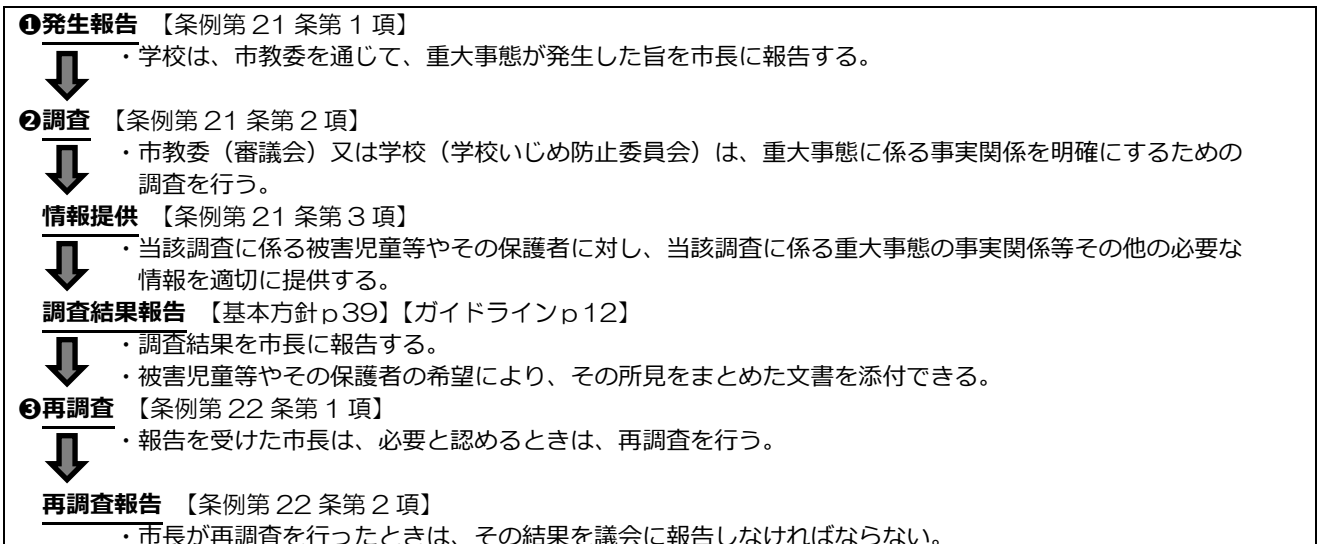 ❶発生報告 【条例第21条第1項】
・学校は、市教委を通じて、重大事態が発生した旨を市長に報告する。
❷調査 【条例第21条第2項】
・市教委（審議会）又は学校（学校いじめ防止委員会）は、重大事態に係る事実関係を明確にするための
調査を行う。
情報提供 【条例第21条第3項】
・当該調査に係る被害児童等やその保護者に対し、当該調査に係る重大事態の事実関係等その他の必要な
情報を適切に提供する。
調査結果報告 【基本方針p39】【ガイドラインp12】
・調査結果を市長に報告する。
・被害児童等やその保護者の希望により、その所見をまとめた文書を添付できる。
❸再調査 【条例第22条第1項】
・報告を受けた市長は、必要と認めるときは、再調査を行う。
再調査報告 【条例第22条第2項】
・市長が再調査を行ったときは、その結果を議会に報告しなければならない。